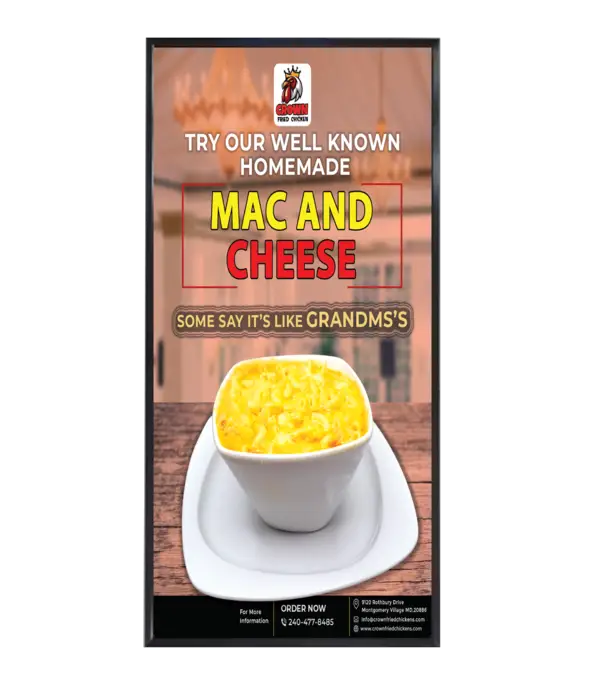 CROWN
FRIED CHICKEN
TRY OUR WELL KNOWN
HOMEMADE
MAC AND
CHEESE
SOME SAY IT'S LIKE GRANDMS'S
For More
Information
ORDER NOW
240-477-8485
9120 Rothbury Drive
Montgomery Village MD,20886
info@crownfriedchickens.com
www.crownfriedchickens.com